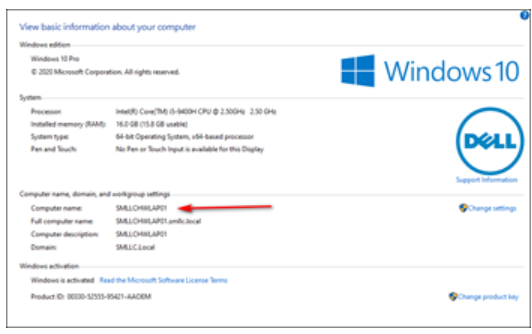 View basic information about your computer
Windows edition
Windows 10 Pro
© 2020 Microsoft Corporation. All rights reserved.
Windows 10
System
Processor: Intel(R) Core(TM) i5-9400H CPU @ 2.50GHz 2.50 GHz
Installed memory (RAM): 16.0 GB (15.8 GB usable)
System type: 64-bit Operating System, x64-based processor
Pen and Touch: No Pen or Touch Input is available for this Display
DELL
Support Information
Computer name, domain, and workgroup settings
Computer name: SMLLCHWLAP01
Change settings
Full computer name: SMLLCHWLAP01.smllc.local
Computer description: SMLLCHWLAP01
Domain: SMLLC.Local
Windows activation
Windows is activated Read the Microsoft Software License Terms
Product ID: 00330-52555-95421-AAOEM
Change product key